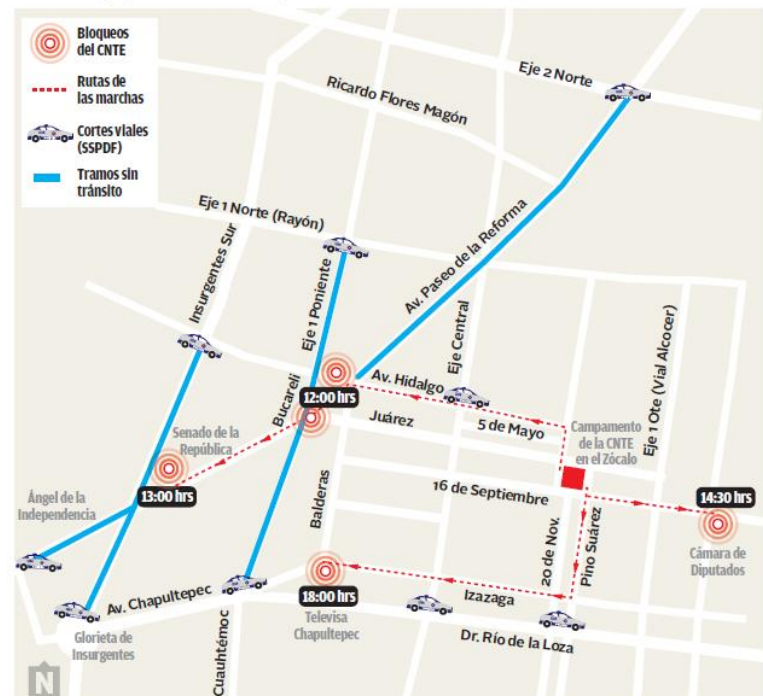 Bloqueos
del CNTE
Rutas de
las marchas
Cortes viales
(SSPDF)
Tramos sin
tránsito
Eje 2 Norte
Ricardo Flores Magón
Eje 1 Norte (Rayón)
Insurgentes Sur
Eje 1 Poniente
Av. Paseo de la Reforma
Eje Central
Eje 1 Ote (Vial Alcocer)
Av. Hidalgo
12:00 hrs
Bucareli
Juárez
5 de Mayo
Campamento
de la CNTE
en el Zócalo
Senado de la
República
13:00 hrs
Ángel de la
Independencia
Balderas
16 de Septiembre
14:30 hrs
Cámara de
Diputados
20 de Nov.
Pino Suárez
Av. Chapultepec
18:00 hrs
Televisa
Chapultepec
Izazaga
Glorieta de
Insurgentes
Cuauhtémoc
Dr. Río de la Loza
N